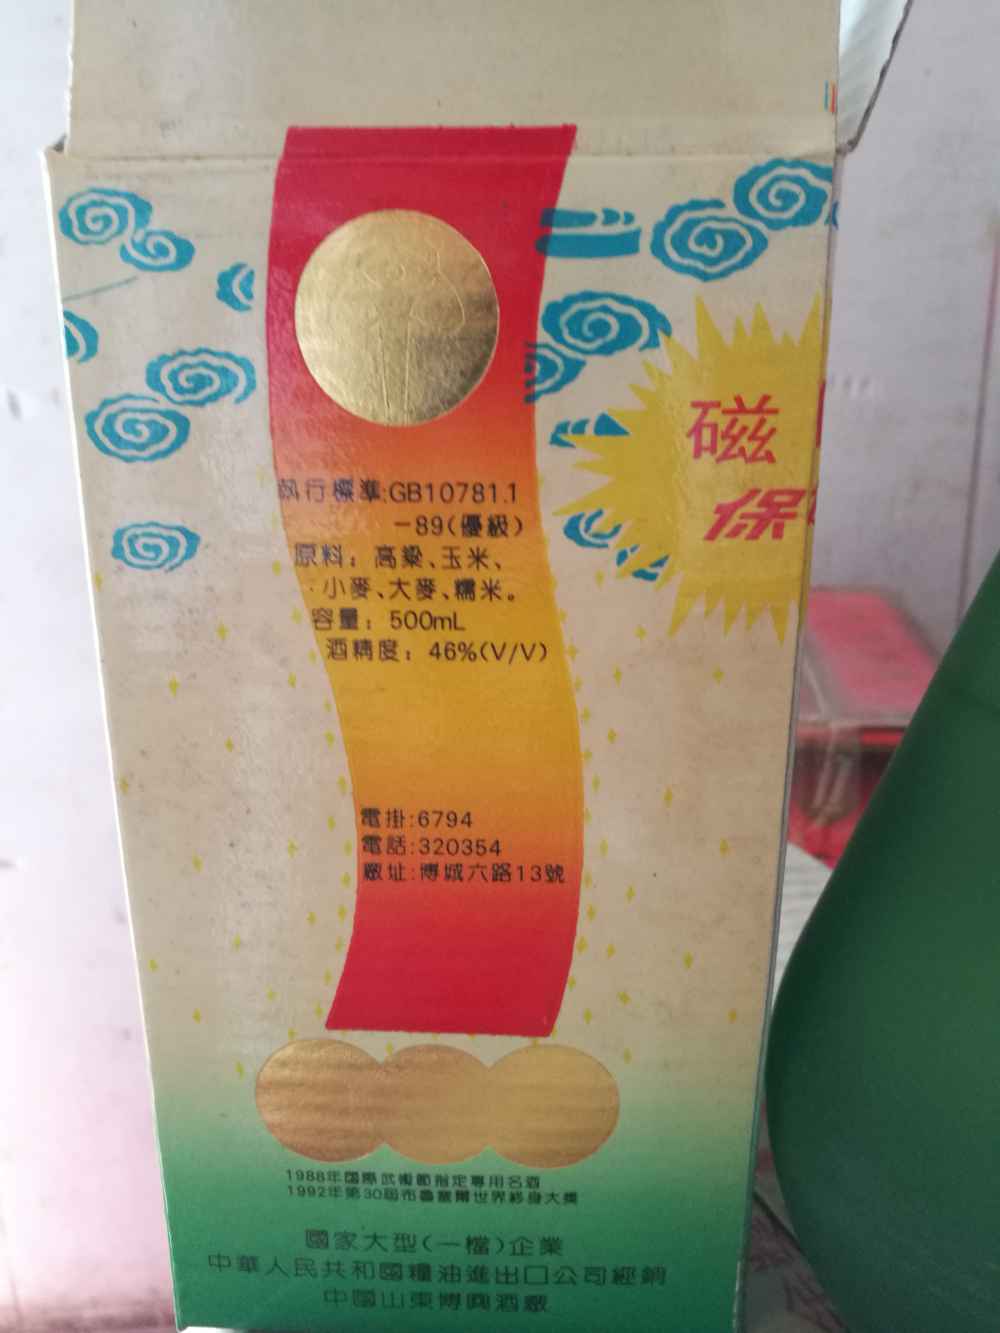 执行標準:GB10781.1
-89(優級)
原料：高粱、玉米、
小麥、大麥、糯米。
容量：500mL
酒精度：46%(V/V)
電掛:6794
電話:320354
廠址:博城六路13號
磁
保
1988年国際武術節指定專用名酒
1992年第30屆布魯塞爾世界終身大獎
國家大型(一檔)企業
中華人民共和國糧油進出口公司經銷
中國山東博興酒廠